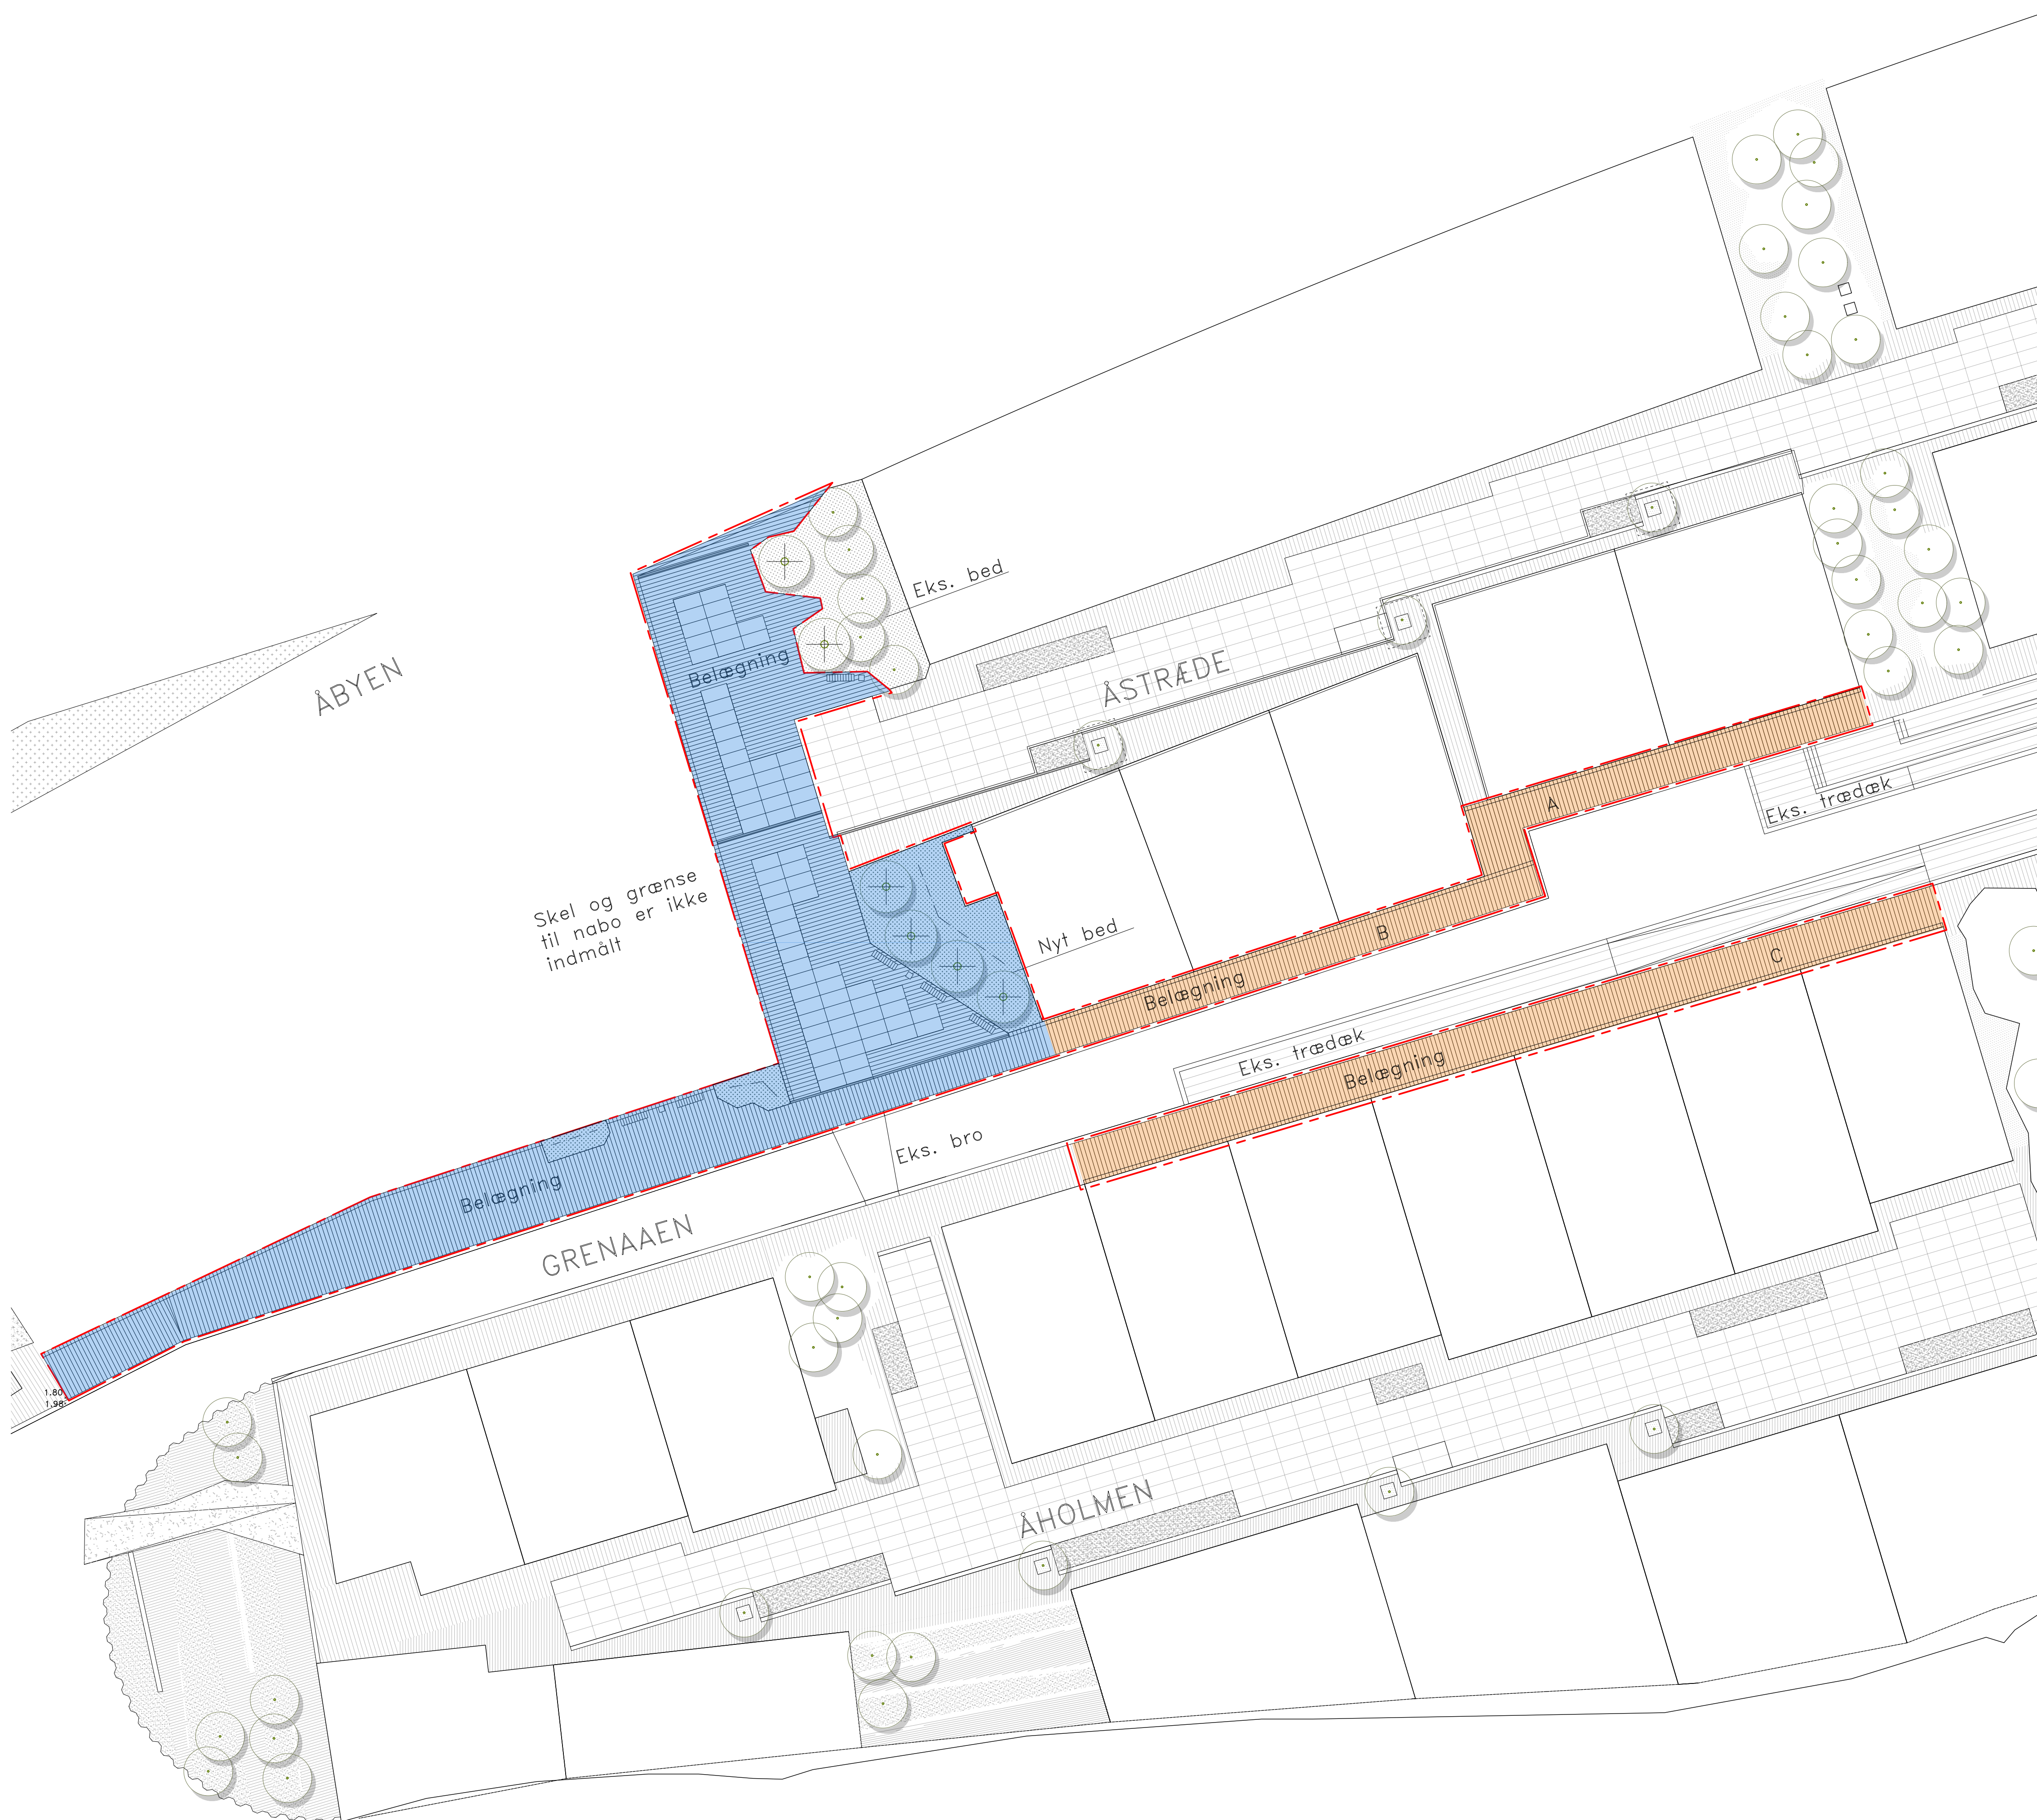 Eks. bed
Belægning
ÅBYEN
ÅSTRÆDE
Eks. trædæk
A
Skel og grænse
til nabo er ikke
indmålt
Nyt bed
B
Belægning
C
Eks. trædæk
Belægning
Eks. bro
Belægning
GRENAAEN
1.80
1.98
ÅHOLMEN